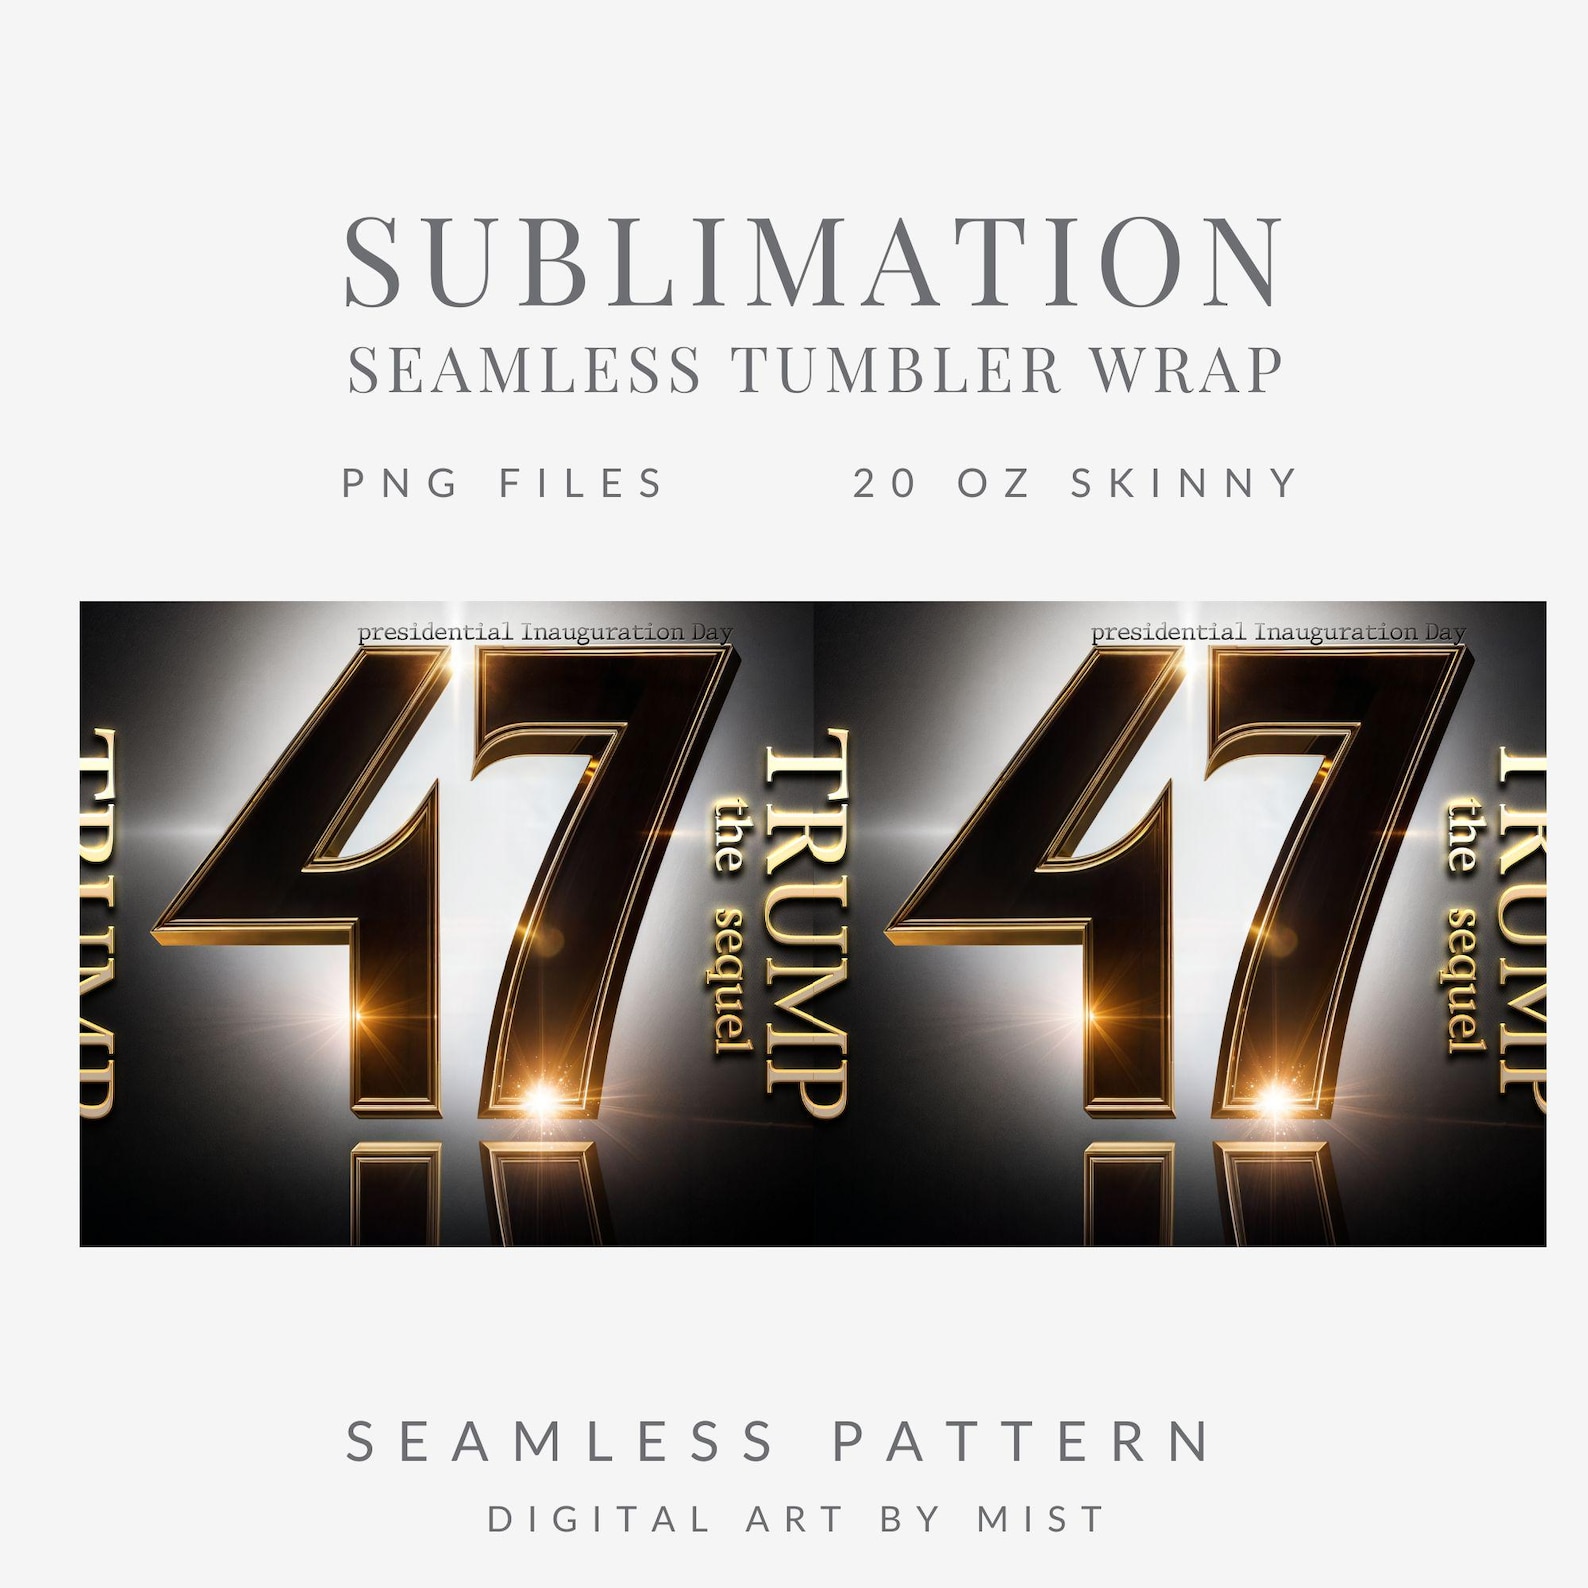 SUBLIMATION
SEAMLESS TUMBLER WRAP
PNG FILES 20 OZ SKINNY
presidential Inauguration Day
presidential Inauguration Day
47
47
TRUMP
TRUMP
the sequel
TRUMP
the sequel
SEAMLESS PATTERN
DIGITAL ART BY MIST